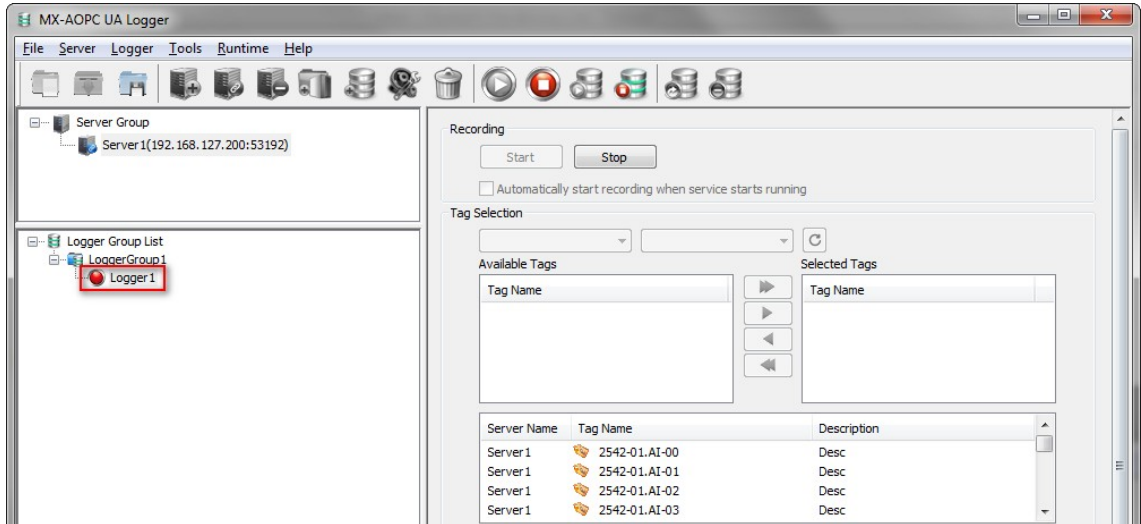 MX-AOPC UA Logger
File Server Logger Tools Runtime Help
Server Group
Server1(192.168.127.200:53192)
Logger Group List
LoggerGroup1
Logger1
Recording
Start Stop
Automatically start recording when service starts running
Tag Selection
Available Tags Selected Tags
Tag Name Tag Name
Server Name Tag Name Description
Server1 2542-01.AI-00 Desc
Server1 2542-01.AI-01 Desc
Server1 2542-01.AI-02 Desc
Server1 2542-01.AI-03 Desc